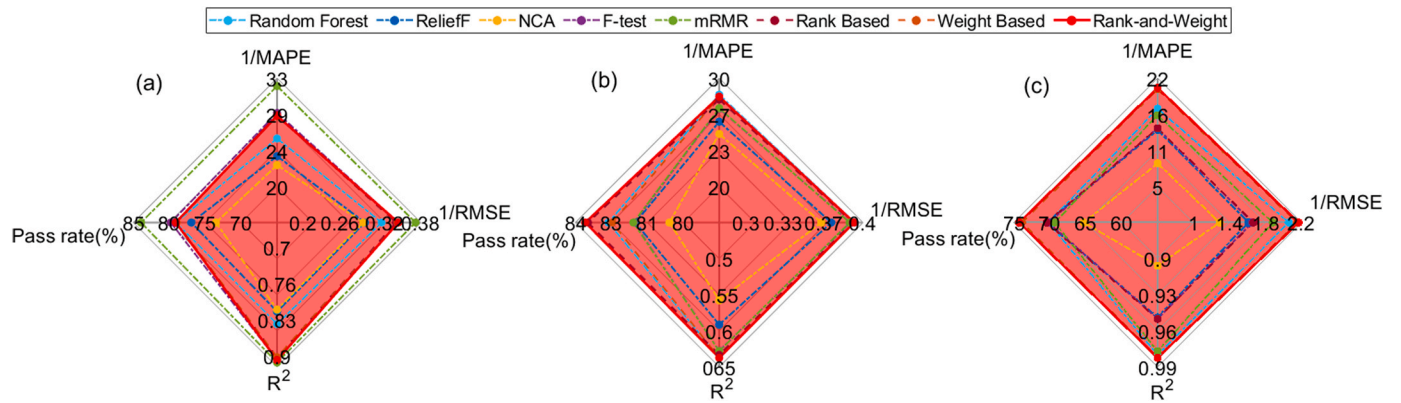 Random Forest ReliefF NCA F-test mRMR Rank Based Weight Based Rank-and-Weight
(a)
1/MAPE
33
29
24
20
Pass rate(%)
85 80 75 70 0.2 0.26 0.32 0.38
1/RMSE
0.7
0.76
0.83
0.9
R²
(b)
1/MAPE
30
27
23
20
Pass rate(%)
84 83 81 80 0.3 0.33 0.37 0.4
1/RMSE
0.5
0.55
0.6
065
R²
(c)
1/MAPE
22
16
11
5
Pass rate(%)
75 70 65 60 1 1.4 1.8 2.2
1/RMSE
0.9
0.93
0.96
0.99
R²